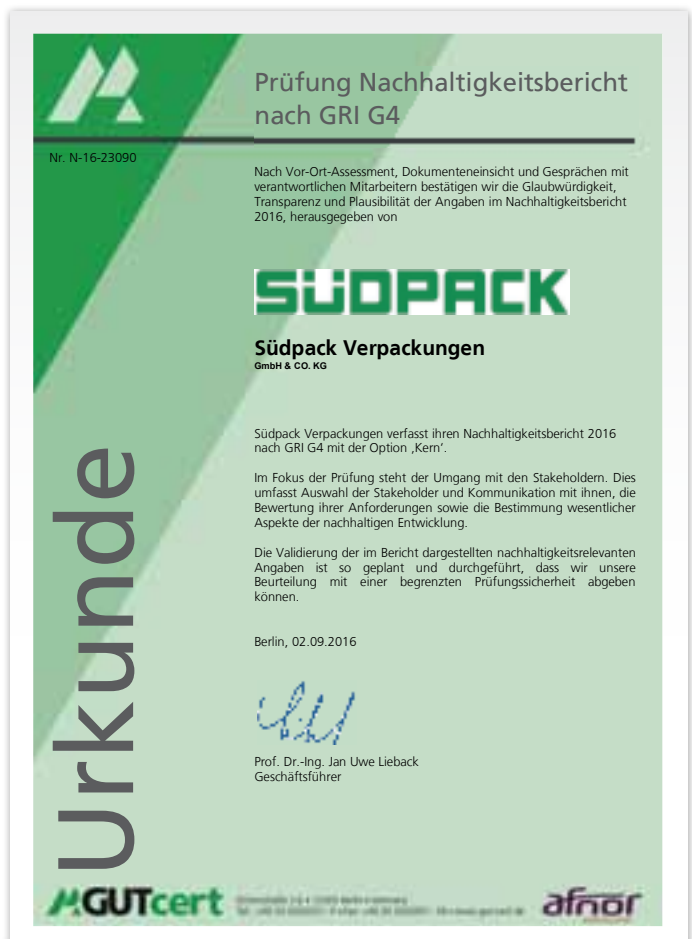 Prüfung Nachhaltigkeitsbericht
nach GRI G4
Nr. N-16-23090
Nach Vor-Ort-Assessment, Dokumenteneinsicht und Gesprächen mit
verantwortlichen Mitarbeitern bestätigen wir die Glaubwürdigkeit,
Transparenz und Plausibilität der Angaben im Nachhaltigkeitsbericht
2016, herausgegeben von
SÜDPACK
Südpack Verpackungen
GmbH & CO. KG
Südpack Verpackungen verfasst ihren Nachhaltigkeitsbericht 2016
nach GRI G4 mit der Option ‚Kern‘.
Im Fokus der Prüfung steht der Umgang mit den Stakeholdern. Dies
umfasst Auswahl der Stakeholder und Kommunikation mit ihnen, die
Bewertung ihrer Anforderungen sowie die Bestimmung wesentlicher
Aspekte der nachhaltigen Entwicklung.
Die Validierung der im Bericht dargestellten nachhaltigkeitsrelevanten
Angaben ist so geplant und durchgeführt, dass wir unsere
Beurteilung mit einer begrenzten Prüfungssicherheit abgeben
können.
Berlin, 02.09.2016
Prof. Dr.-Ing. Jan Uwe Lieback
Geschäftsführer
Urkunde
GUTcert
afnor